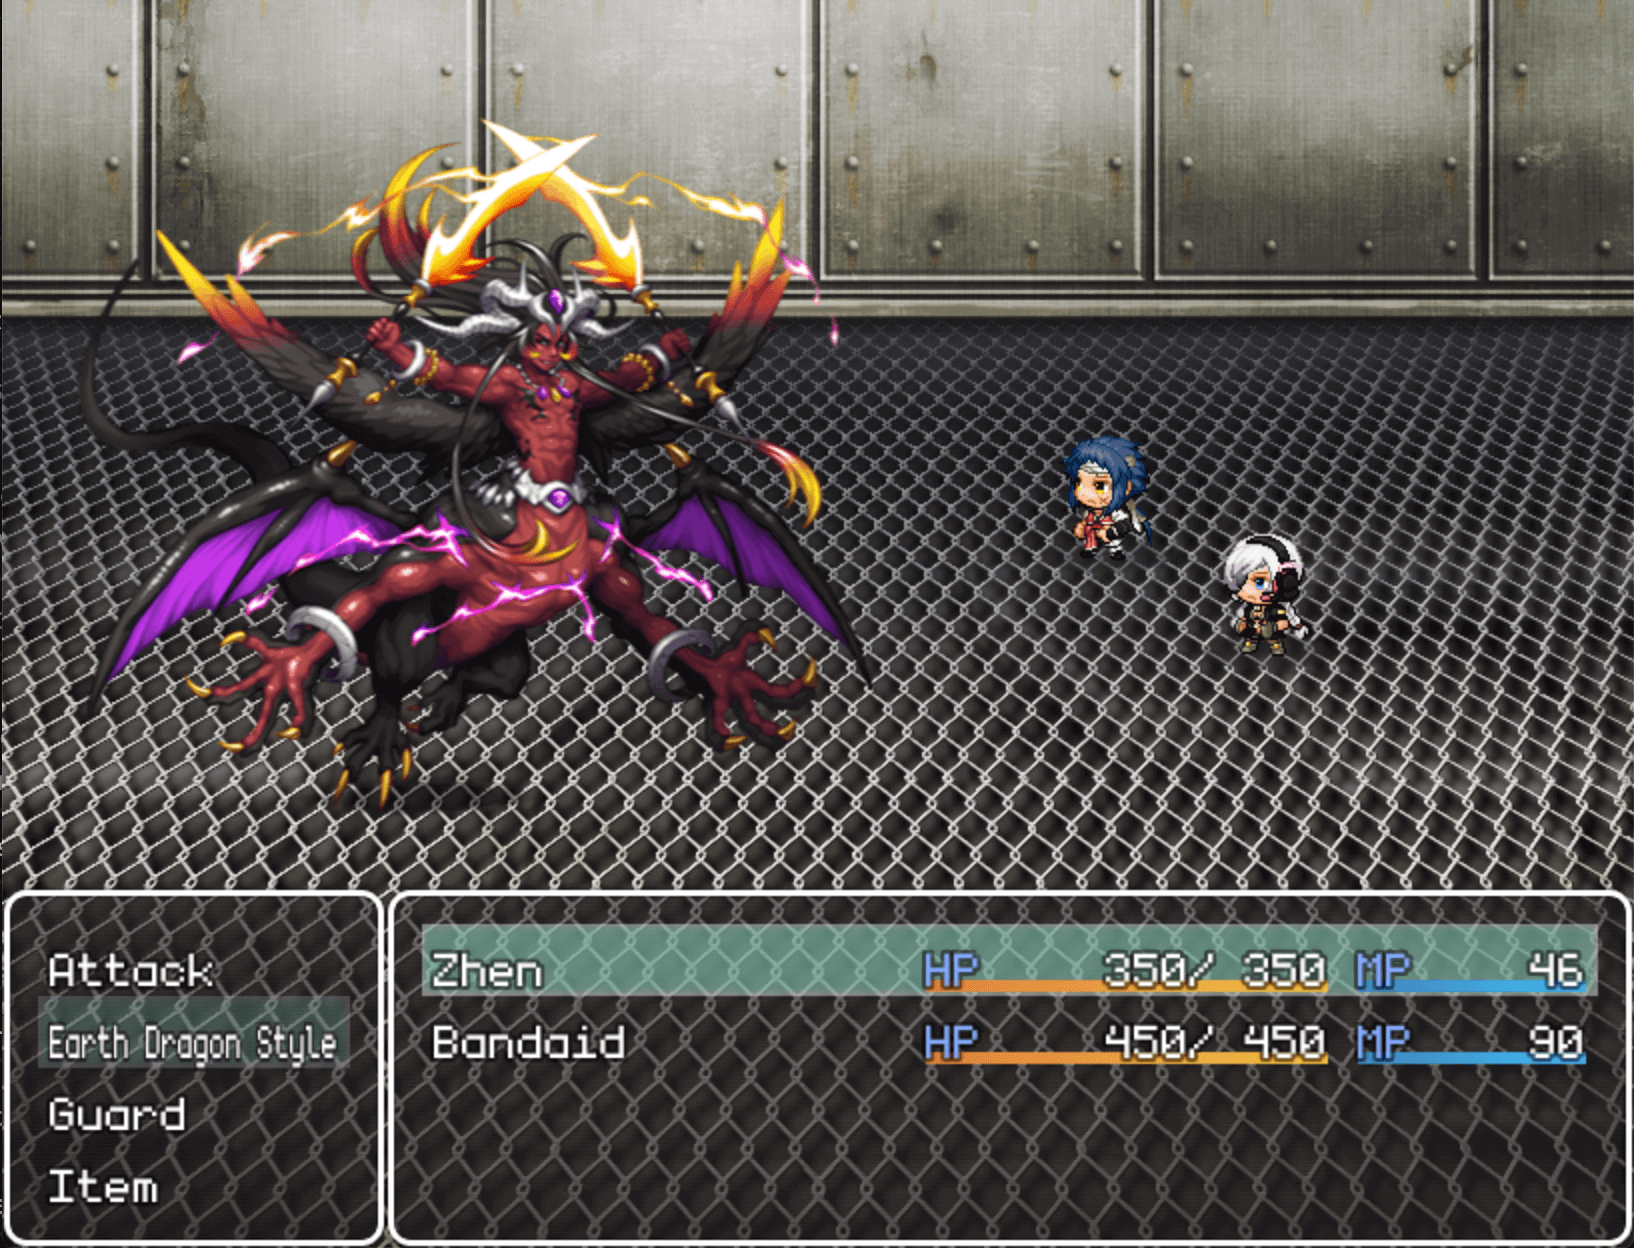 Attack
Earth Dragon Style
Guard
Item
Zhen HP 350/ 350 MP 46
Bandaid HP 450/ 450 MP 90